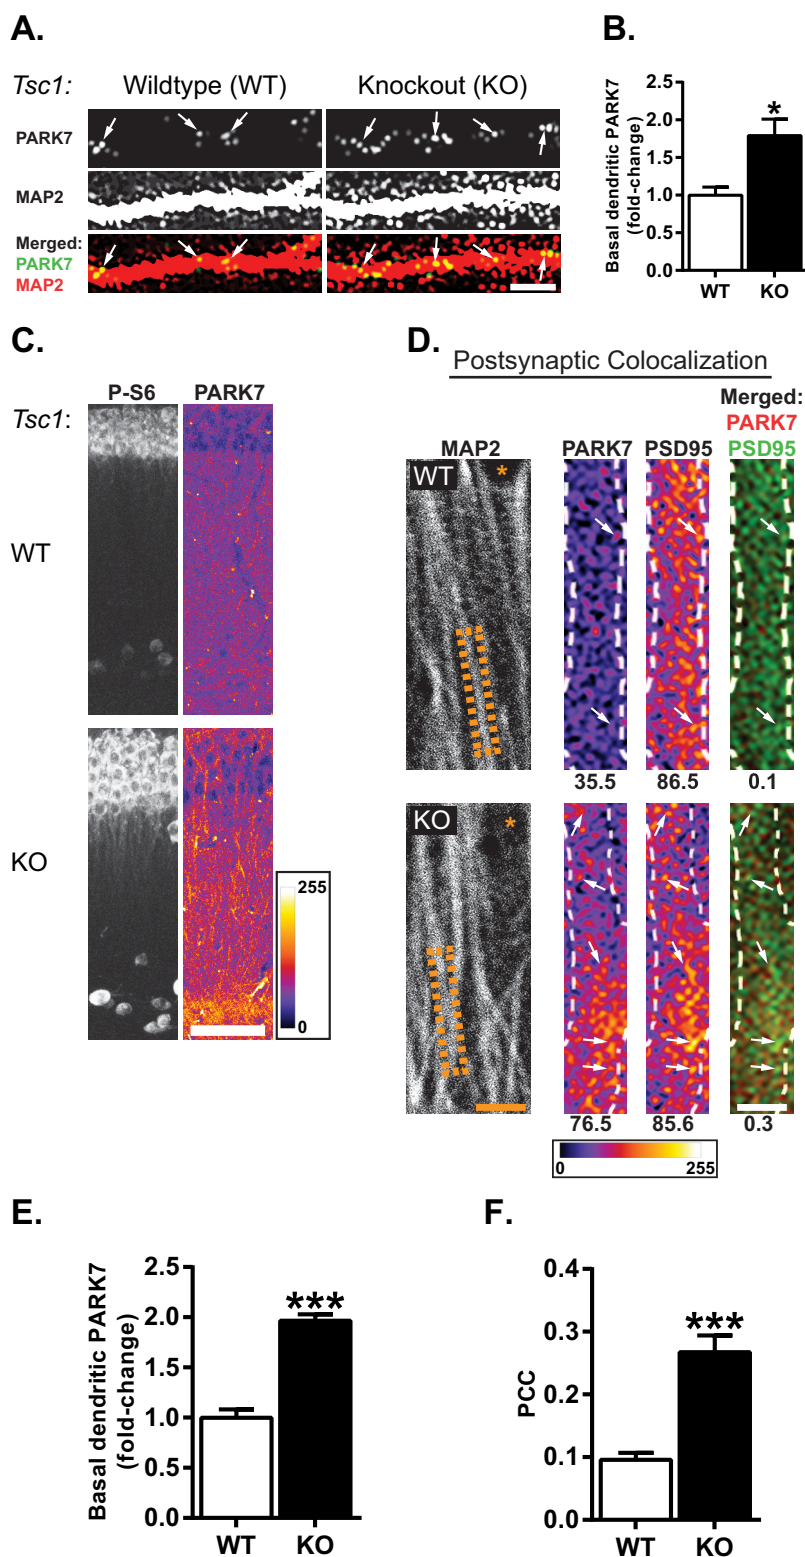 A.
Tsc1: Wildtype (WT) Knockout (KO)
PARK7
MAP2
Merged:
PARK7
MAP2
B.
Basal dendritic PARK7
(fold-change)
2.5
2.0
1.5
1.0
0.5
0.0
*
WT KO
C.
P-S6 PARK7
Tsc1:
WT
KO
255
0
D.
Postsynaptic Colocalization
Merged:
PARK7
MAP2 PARK7 PSD95 PSD95
WT *
35.5 86.5 0.1
KO *
76.5 85.6 0.3
0 255
E.
Basal dendritic PARK7
(fold-change)
2.5
2.0
1.5
1.0
0.5
0.0
***
WT KO
F.
PCC
0.4
0.3
0.2
0.1
0.0
***
WT KO